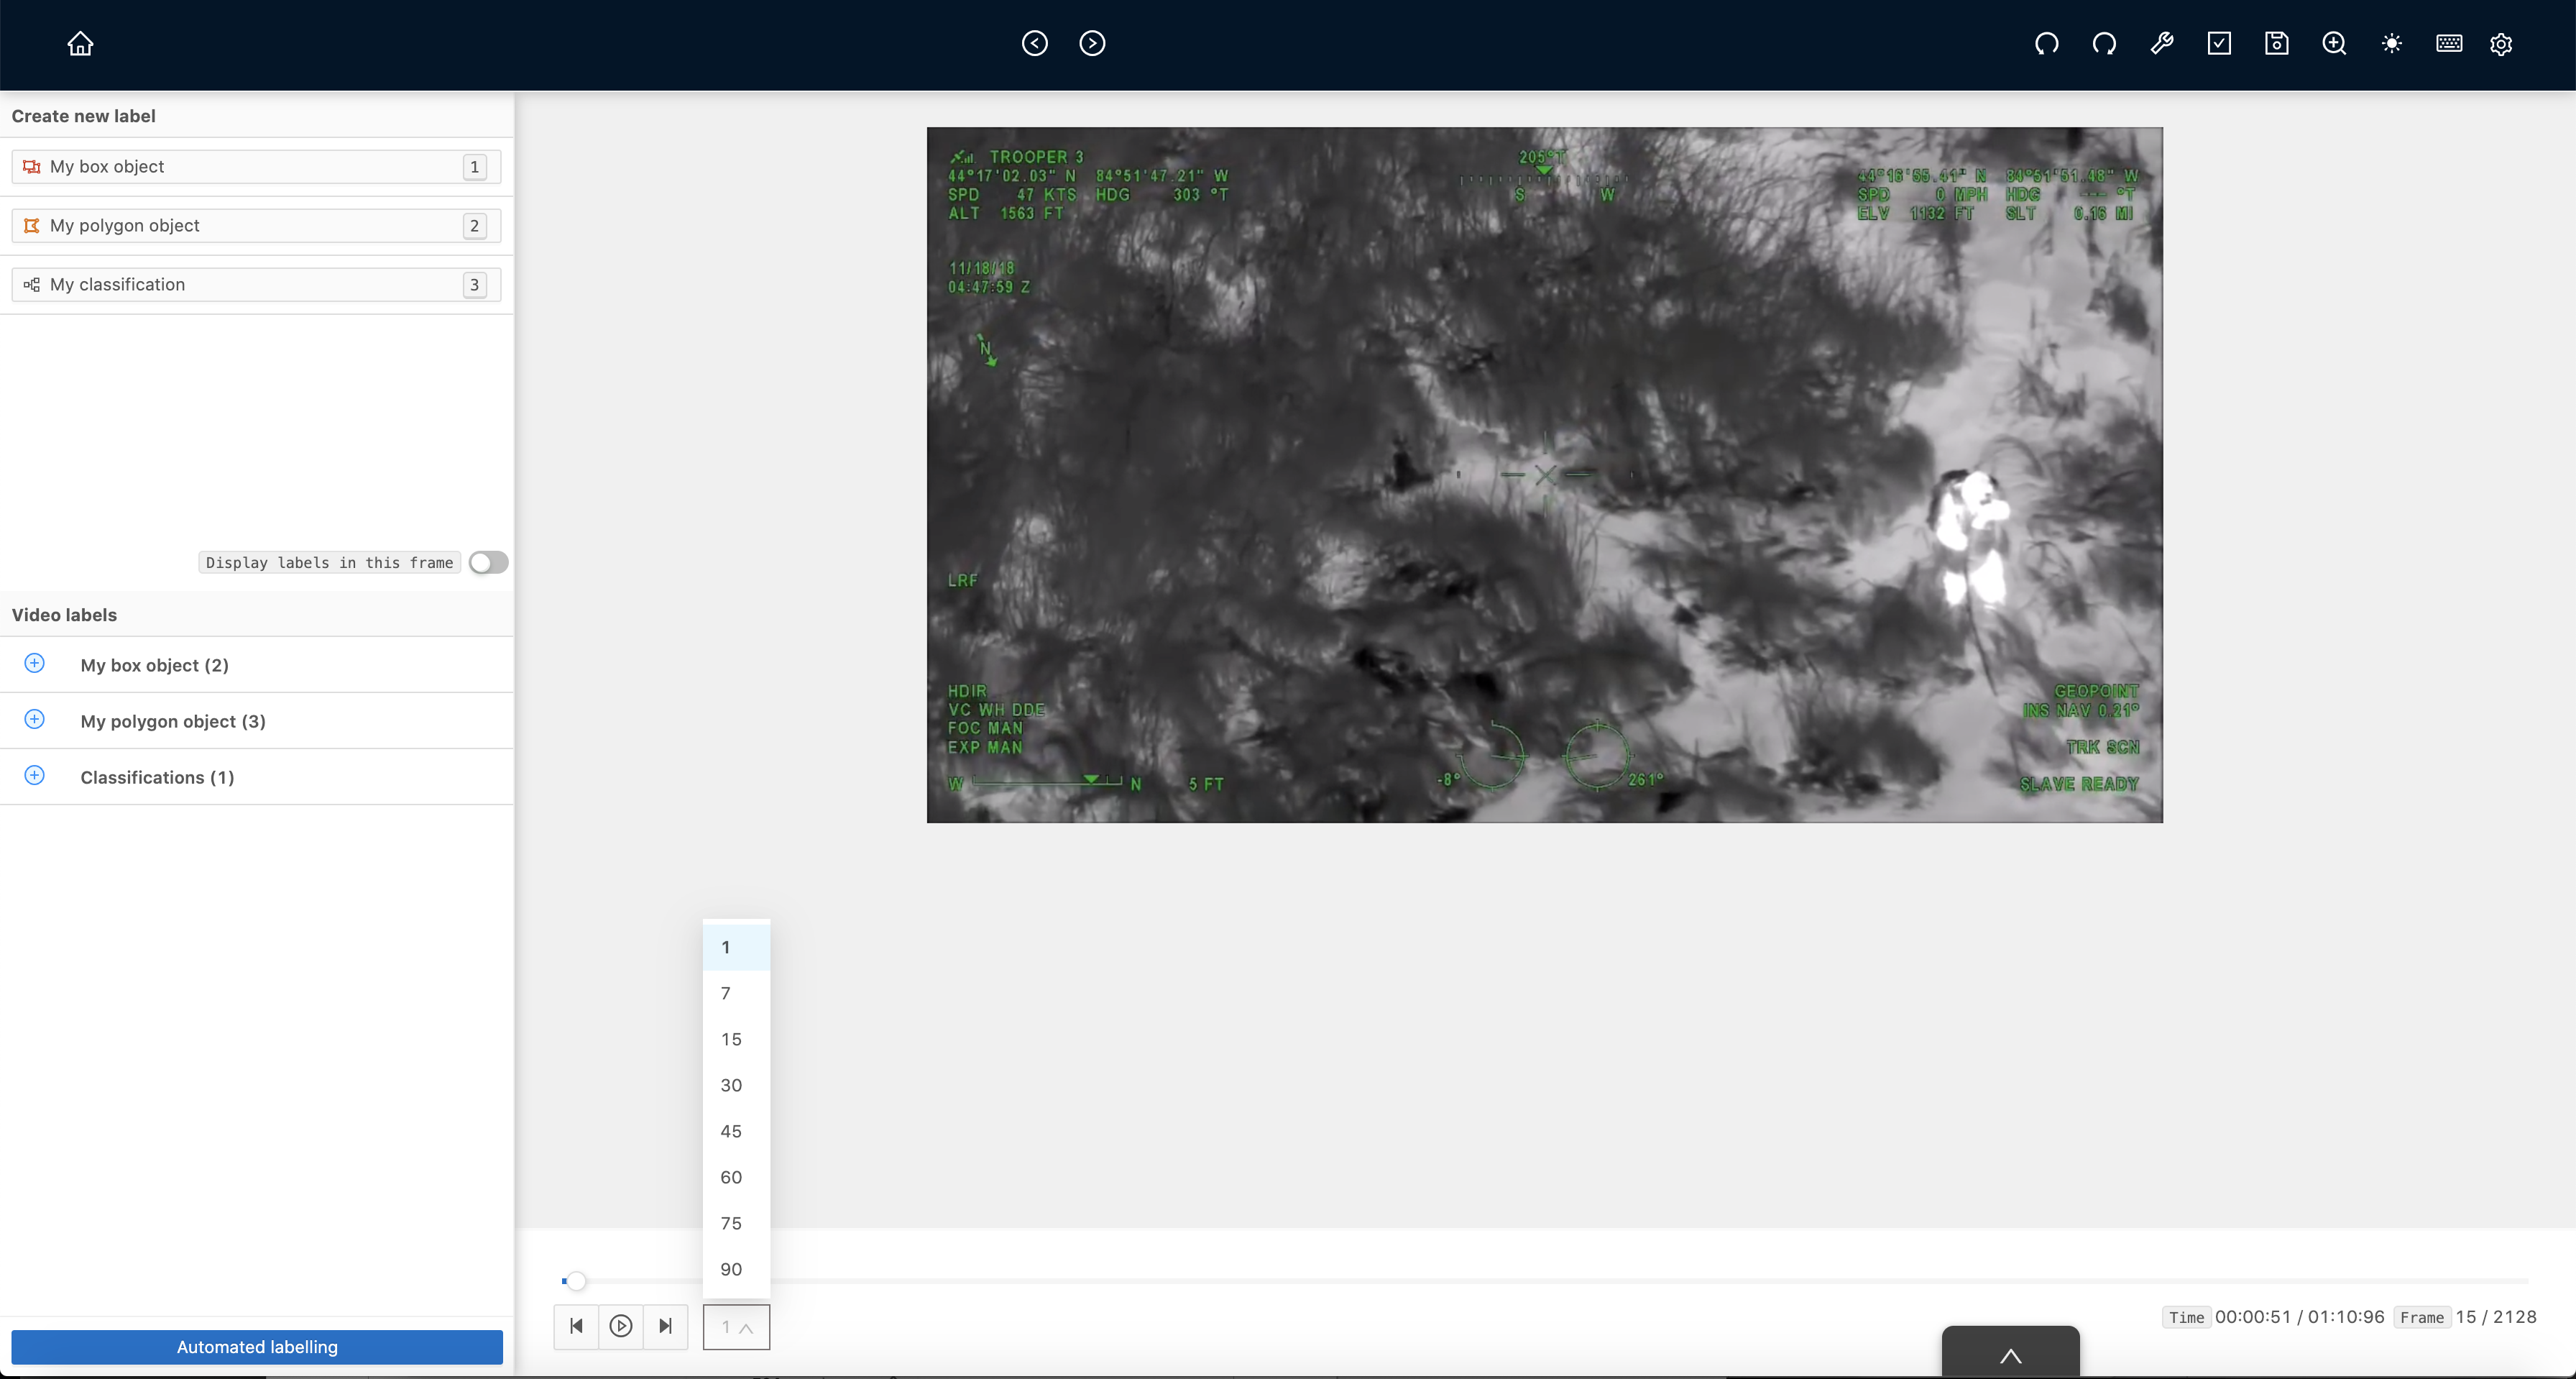 Create new label
My box object 1
My polygon object 2
My classification 3
Display labels in this frame
Video labels
My box object (2)
My polygon object (3)
Classifications (1)
Automated labelling
TROOPER 3
44°17'02.03" N 84°51'47.21" W
SPD 47 KTS HDG 303 °T
ALT 1563 FT
11/18/18
04:47:59 Z
N
205°T
S W
44°16'55.41" N 84°51'51.48" W
SPD 0 MPH HDG --- °T
ELV 1132 FT SLT 0.16 MI
LRF
HDIR
VC WH DDE
FOC MAN
EXP MAN
W N 5 FT
-8° 261°
GEOPOINT
INS NAV 0.21°
TRK SCN
SLAVE READY
1
7
15
30
45
60
75
90
1
Time 00:00:51 / 01:10:96 Frame 15 / 2128